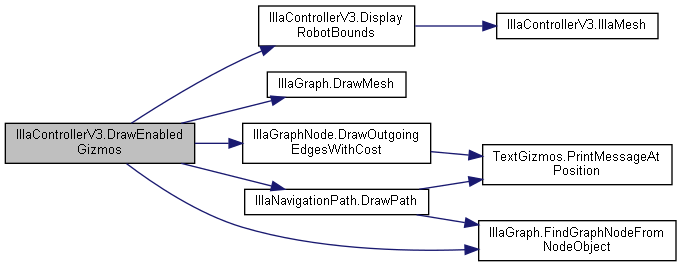 IllaControllerV3.Display
RobotBounds
IllaControllerV3.IllaMesh
IllaGraph.DrawMesh
IllaControllerV3.DrawEnabled
Gizmos
IllaGraphNode.DrawOutgoing
EdgesWithCost
TextGizmos.PrintMessageAt
Position
IllaNavigationPath.DrawPath
IllaGraph.FindGraphNodeFrom
NodeObject